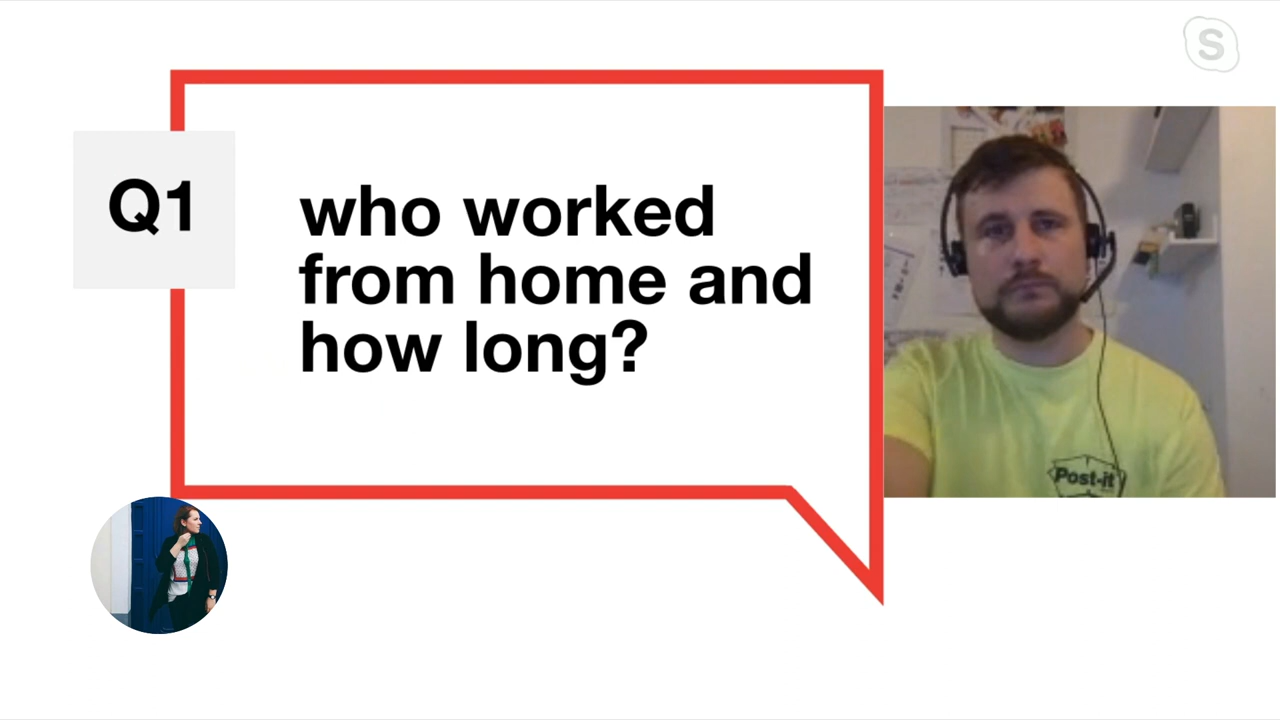 S
Q1
who worked
from home and
how long?
Post-it